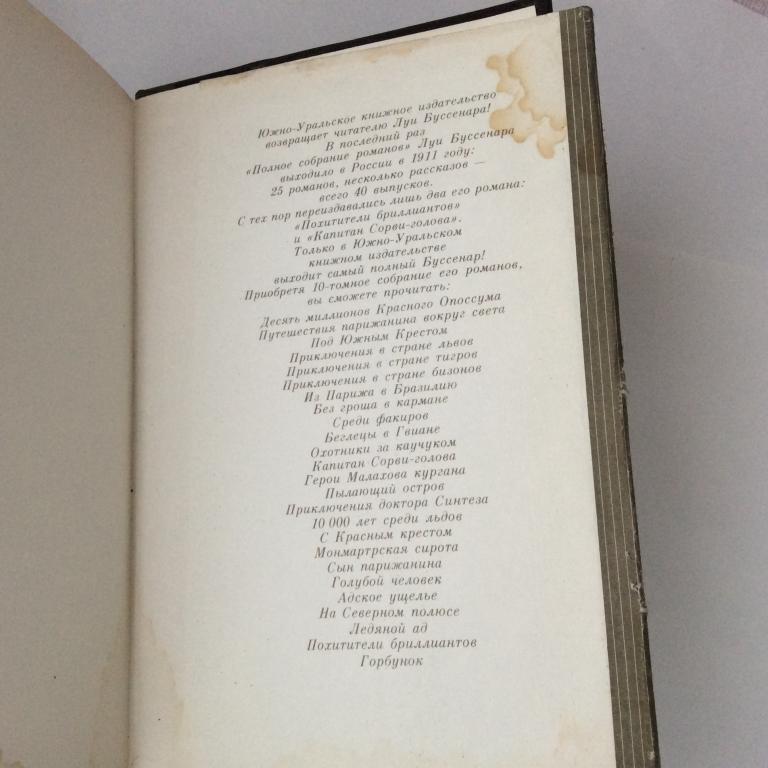 Южно-Уральское книжное издательство
возвращает читателю Луи Буссенара!
В последний раз
«Полное собрание романов» Луи Буссенара
выходило в России в 1911 году:
25 романов, несколько рассказов —
всего 40 выпусков.
С тех пор переиздавались лишь два его романа:
«Похитители бриллиантов»
и «Капитан Сорви-голова».
Только в Южно-Уральском
книжном издательстве
выходит самый полный Буссенар!
Приобретя 10-томное собрание его романов,
вы сможете прочитать:
Десять миллионов Красного Опоссума
Путешествия парижанина вокруг света
Под Южным Крестом
Приключения в стране львов
Приключения в стране тигров
Приключения в стране бизонов
Из Парижа в Бразилию
Без гроша в кармане
Среди факиров
Беглецы в Гвиане
Охотники за каучуком
Капитан Сорви-голова
Герои Малахова кургана
Пылающий остров
Приключения доктора Синтеза
10 000 лет среди льдов
С Красным крестом
Монмартрская сирота
Сын парижанина
Голубой человек
Адское ущелье
На Северном полюсе
Ледяной ад
Похитители бриллиантов
Горбунок